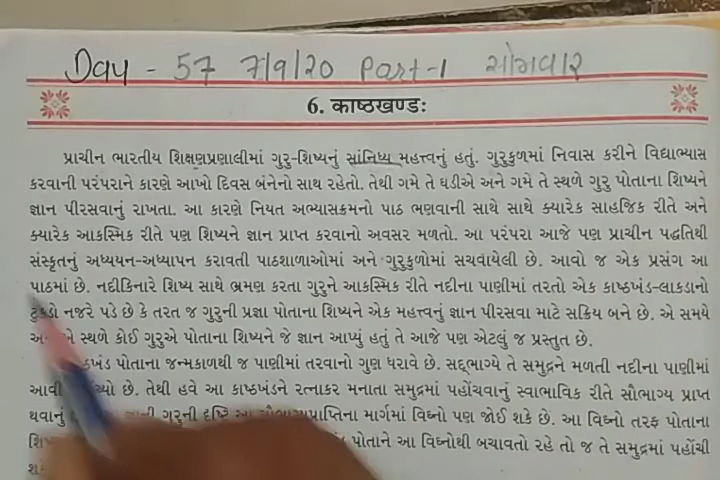 Day - 57 7/9/20 Part-1 સોમવાર
6. काष्ठखण्डः
પ્રાચીન ભારતીય શિક્ષણપ્રણાલીમાં ગુરુ-શિષ્યનું સાંનિધ્ય મહત્ત્વનું હતું. ગુરુકુળમાં નિવાસ કરીને વિદ્યાભ્યાસ
કરવાની પરંપરાને કારણે આખો દિવસ બંનેનો સાથ રહેતો. તેથી ગમે તે ઘડીએ અને ગમે તે સ્થળે ગુરુ પોતાના શિષ્યને
જ્ઞાન પીરસવાનું રાખતા. આ કારણે નિયત અભ્યાસક્રમનો પાઠ ભણવાની સાથે સાથે ક્યારેક સાહજિક રીતે અને
ક્યારેક આકસ્મિક રીતે પણ શિષ્યને જ્ઞાન પ્રાપ્ત કરવાનો અવસર મળતો. આ પરંપરા આજે પણ પ્રાચીન પદ્ધતિથી
સંસ્કૃતનું અધ્યયન-અધ્યાપન કરાવતી પાઠશાળાઓમાં અને ગુરુકુળોમાં સચવાયેલી છે. આવો જ એક પ્રસંગ આ
પાઠમાં છે. નદીકિનારે શિષ્ય સાથે ભ્રમણ કરતા ગુરુને આકસ્મિક રીતે નદીના પાણીમાં તરતો એક કાષ્ઠખંડ-લાકડાનો
ટુકડો નજરે પડે છે કે તરત જ ગુરુની પ્રજ્ઞા પોતાના શિષ્યને એક મહત્ત્વનું જ્ઞાન પીરસવા માટે સક્રિય બને છે. એ સમયે
એ સ્થળે કોઈ ગુરુએ પોતાના શિષ્યને જે જ્ઞાન આપ્યું હતું તે આજે પણ એટલું જ પ્રસ્તુત છે.
પોતાના જન્મકાળથી જ પાણીમાં તરવાનો ગુણ ધરાવે છે. સદ્ભાગ્યે તે સમુદ્રને મળતી નદીના પાણીમાં
આવી છે. તેથી હવે આ કાષ્ઠખંડને રત્નાકર મનાતા સમુદ્રમાં પહોંચવાનું સ્વાભાવિક રીતે સૌભાગ્ય પ્રાપ્ત
થવાનું ગુરુની દૃષ્ટિ માર્ગમાં વિઘ્નો પણ જોઈ શકે છે. આ વિઘ્નો તરફ પોતાના
પોતાને આ વિઘ્નોથી બચાવતો રહે તો જ તે સમુદ્રમાં પહોંચી